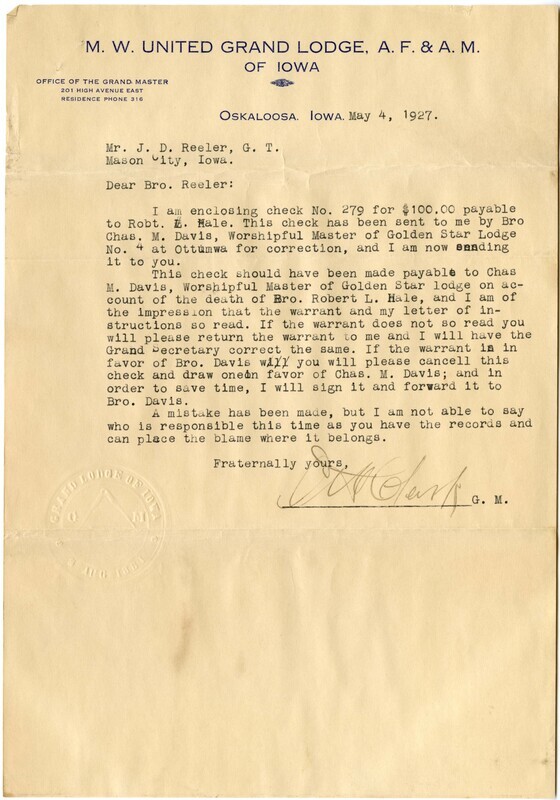 M. W. UNITED GRAND LODGE, A. F. & A. M.
OF IOWA
OFFICE OF THE GRAND MASTER
201 HIGH AVENUE EAST
RESIDENCE PHONE 316
OSKALOOSA. IOWA. May 4, 1927.
Mr. J. D. Reeler, G. T.
Mason City, Iowa.
Dear Bro. Reeler:
I am enclosing check No. 279 for $100.00 payable
to Robt. L. Hale. This check has been sent to me by Bro
Chas. M. Davis, Worshipful Master of Golden Star Lodge
No. 4 at Ottumwa for correction, and I am now sending
it to you.
This check should have been made payable to Chas
M. Davis, Worshipful Master of Golden Star lodge on ac-
count of the death of Bro. Robert L. Hale, and I am of
the impression that the warrant and my letter of in-
structions so read. If the warrant does not so read you
will please return the warrant to me and I will have the
Grand Secretary correct the same. If the warrant is in
favor of Bro. Davis w/// you will please cancell this
check and draw onein favor of Chas. M. Davis; and in
order to save time, I will sign it and forward it to
Bro. Davis.
A mistake has been made, but I am not able to say
who is responsible this time as you have the records and
can place the blame where it belongs.
Fraternally yours,
Clark
G. M.
GRAND LODGE OF IOWA